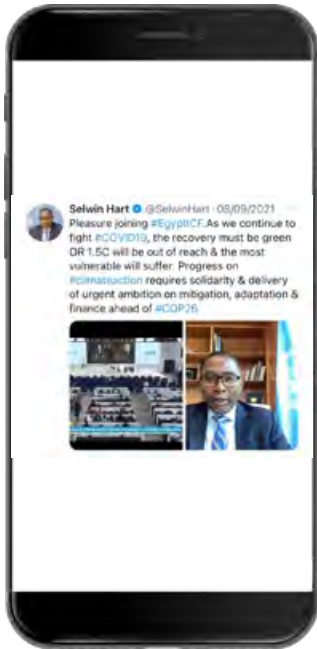 Selwin Hart @SelwinHart · 08/09/2021
Pleasure joining #EgyptICF.As we continue to
fight #COVID19, the recovery must be green
OR 1.5C will be out of reach & the most
vulnerable will suffer. Progress on
#climateaction requires solidarity & delivery
of urgent ambition on mitigation, adaptation &
finance ahead of #COP26